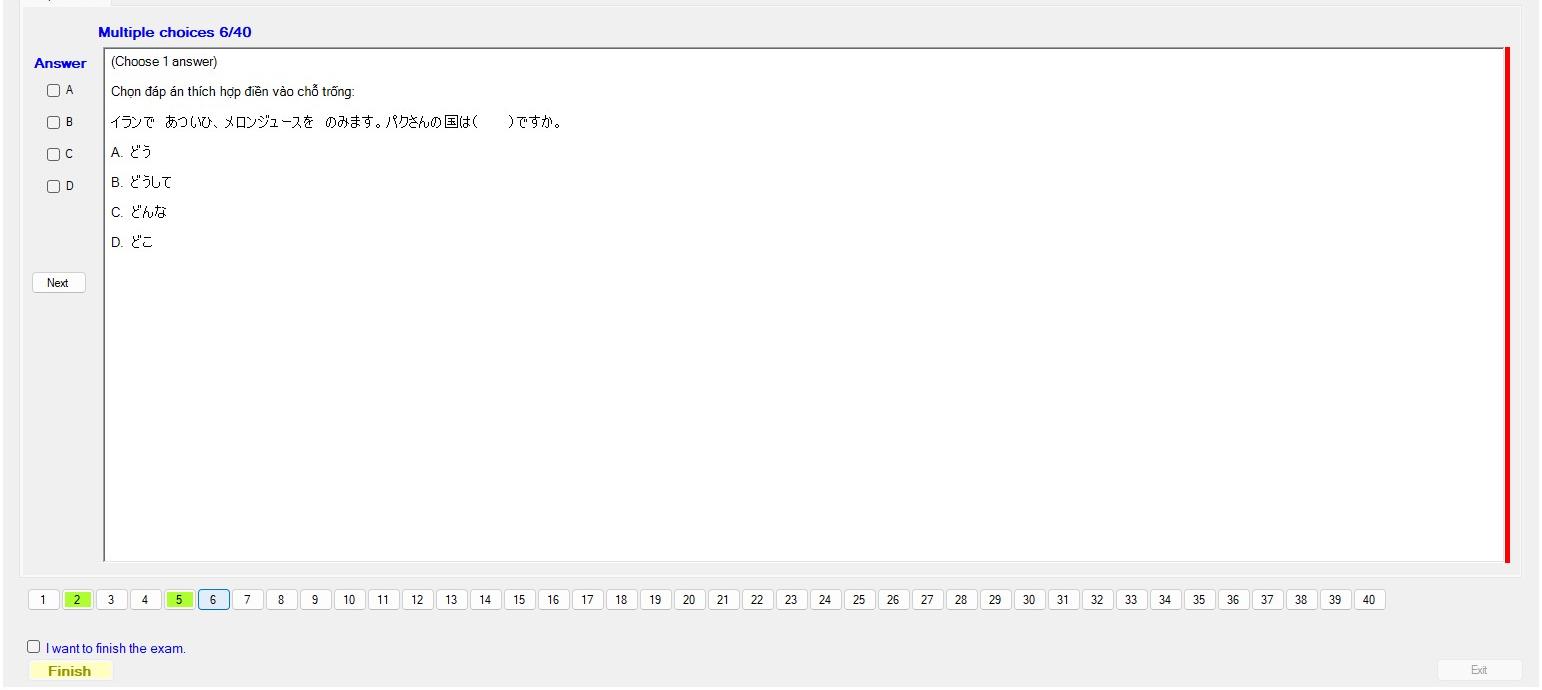 Multiple choices 6/40
Answer
(Choose 1 answer)
A
Chọn đáp án thích hợp điền vào chỗ trống:
B
イランで　あついひ、メロンジュースを　のみます。パクさんの国は(　　)ですか。
C
A. どう
D
B. どうして
C. どんな
D. どこ
Next
1 2 3 4 5 6 7 8 9 10 11 12 13 14 15 16 17 18 19 20 21 22 23 24 25 26 27 28 29 30 31 32 33 34 35 36 37 38 39 40
I want to finish the exam.
Finish Exit